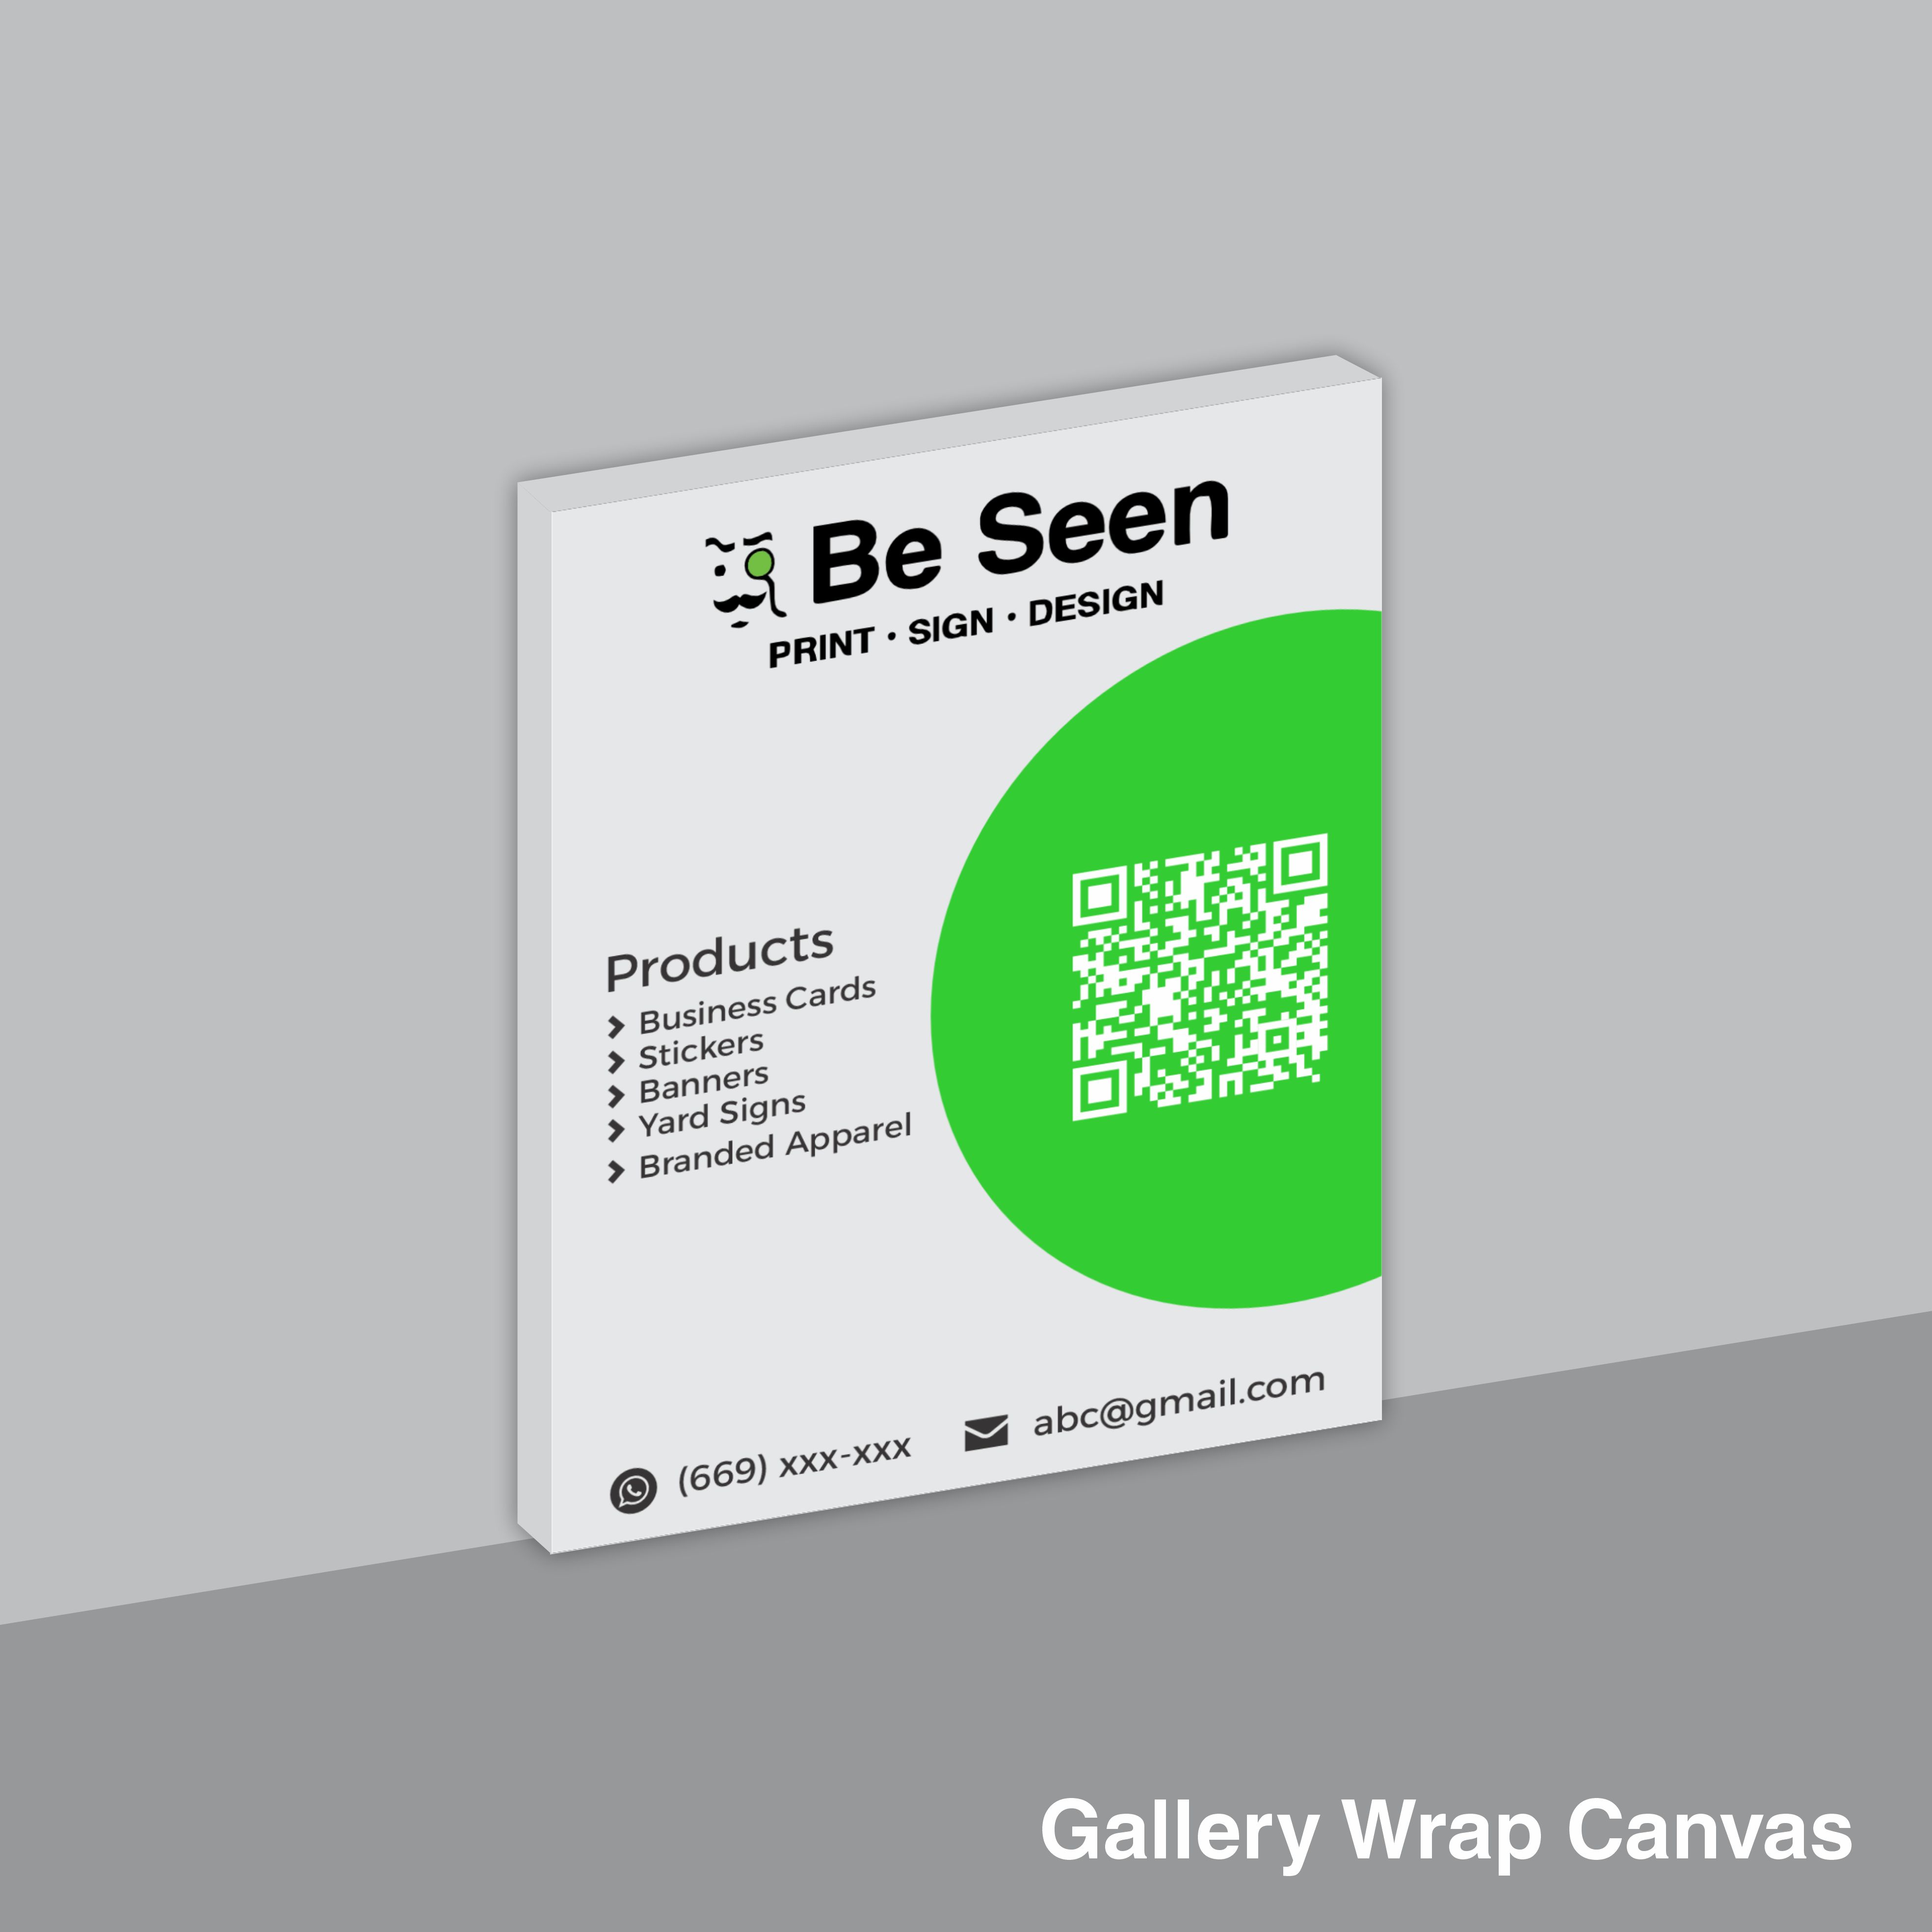 Be Seen
PRINT • SIGN • DESIGN
Products
Business Cards
Stickers
Banners
Yard Signs
Branded Apparel
(669) xxx-xxx
abc@gmail.com
Gallery Wrap Canvas